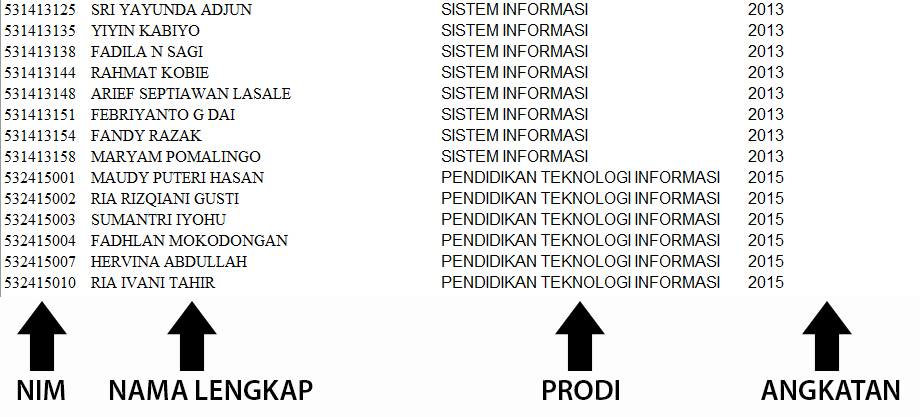 531413125 SRI YAYUNDA ADJUN SISTEM INFORMASI 2013
531413135 YIYIN KABIYO SISTEM INFORMASI 2013
531413138 FADILA N SAGI SISTEM INFORMASI 2013
531413144 RAHMAT KOBIE SISTEM INFORMASI 2013
531413148 ARIEF SEPTIAWAN LASALE SISTEM INFORMASI 2013
531413151 FEBRIYANTO G DAI SISTEM INFORMASI 2013
531413154 FANDY RAZAK SISTEM INFORMASI 2013
531413158 MARYAM POMALINGO SISTEM INFORMASI 2013
532415001 MAUDY PUTERI HASAN PENDIDIKAN TEKNOLOGI INFORMASI 2015
532415002 RIA RIZQIANI GUSTI PENDIDIKAN TEKNOLOGI INFORMASI 2015
532415003 SUMANTRI IYOHU PENDIDIKAN TEKNOLOGI INFORMASI 2015
532415004 FADHLAN MOKODONGAN PENDIDIKAN TEKNOLOGI INFORMASI 2015
532415007 HERVINA ABDULLAH PENDIDIKAN TEKNOLOGI INFORMASI 2015
532415010 RIA IVANI TAHIR PENDIDIKAN TEKNOLOGI INFORMASI 2015
NIM NAMA LENGKAP PRODI ANGKATAN